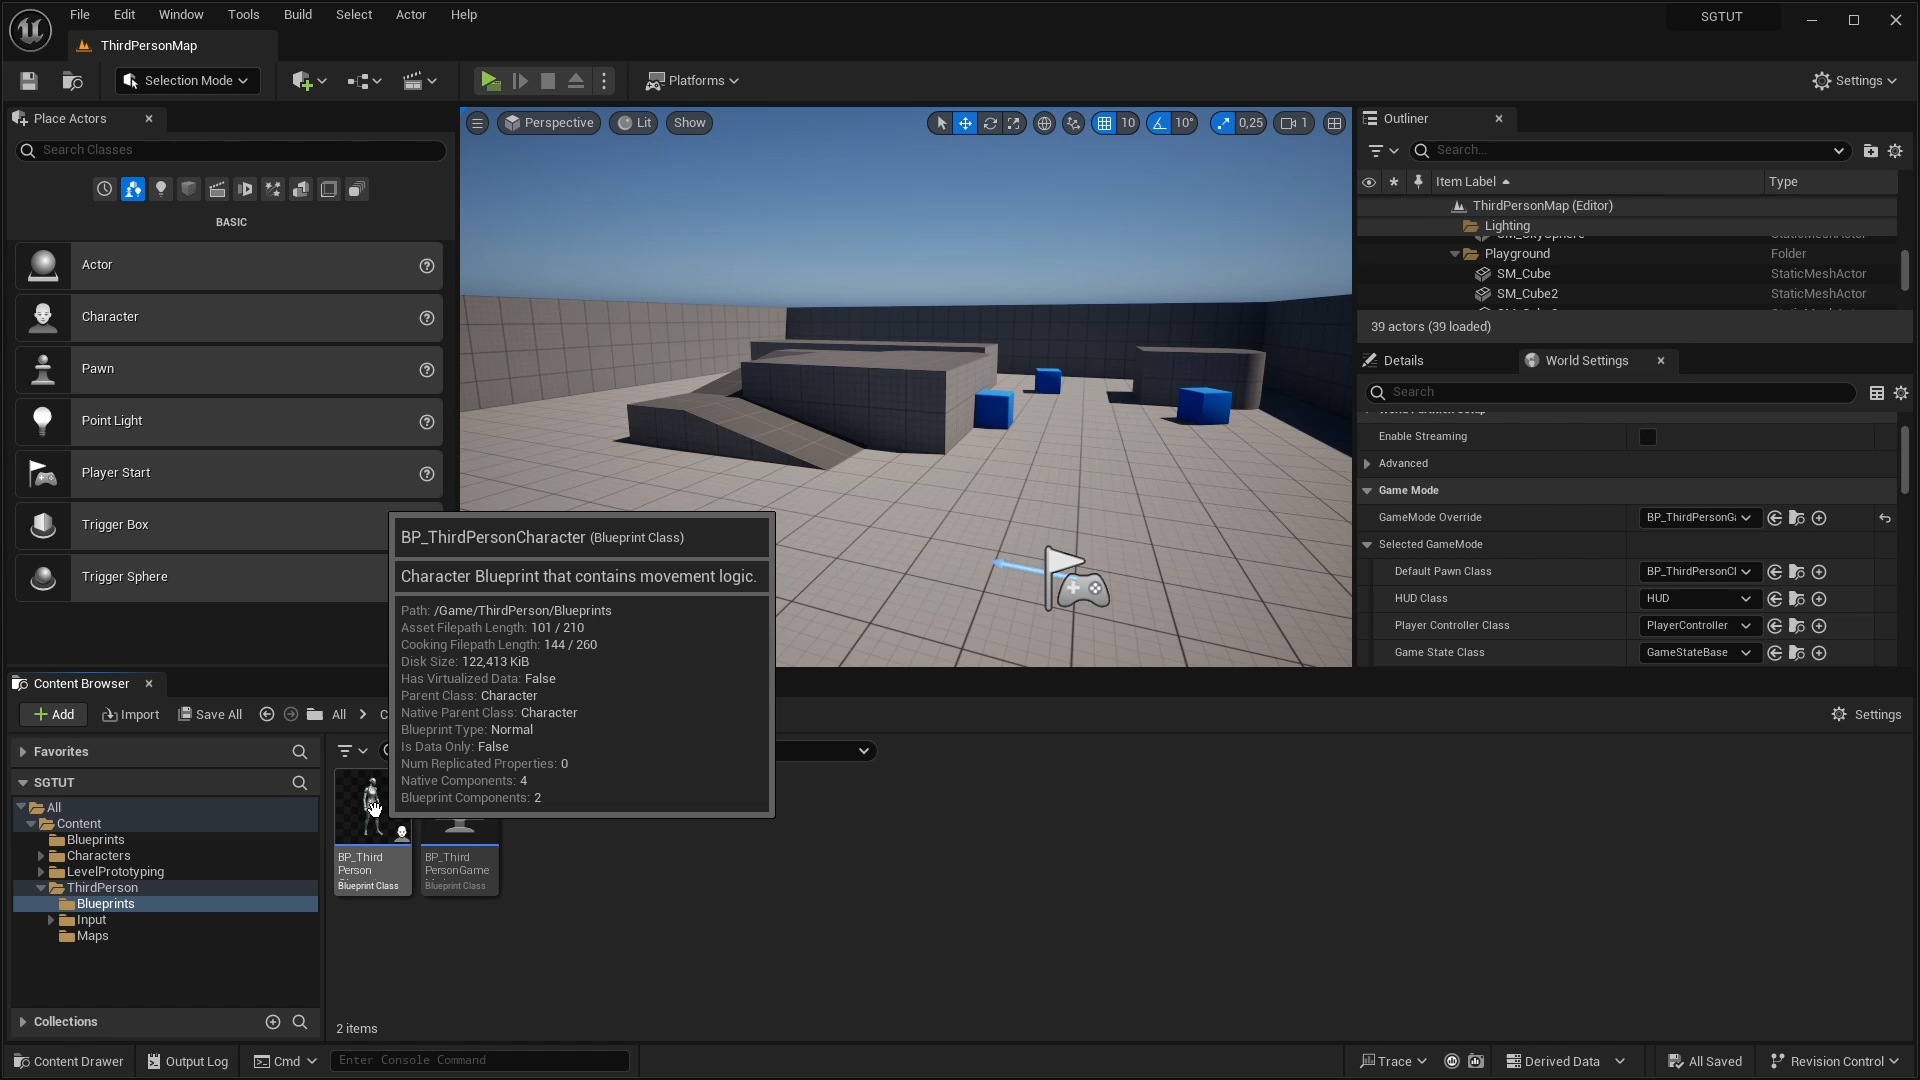 File Edit Window Tools Build Select Actor Help
SGTUT
ThirdPersonMap
Selection Mode
Platforms
Settings
Place Actors
Search Classes
BASIC
Actor
Character
Pawn
Point Light
Player Start
Trigger Box
Trigger Sphere
Perspective Lit Show
10 10° 0,25 1
Outliner
Search...
Item Label Type
ThirdPersonMap (Editor)
Lighting
SM_SkySphere StaticMeshActor
Playground Folder
SM_Cube StaticMeshActor
SM_Cube2 StaticMeshActor
39 actors (39 loaded)
Details World Settings
Search
Enable Streaming
Advanced
Game Mode
GameMode Override BP_ThirdPersonGa
Selected GameMode
Default Pawn Class BP_ThirdPersonCl
HUD Class HUD
Player Controller Class PlayerController
Game State Class GameStateBase
BP_ThirdPersonCharacter (Blueprint Class)
Character Blueprint that contains movement logic.
Path: /Game/ThirdPerson/Blueprints
Asset Filepath Length: 101 / 210
Cooking Filepath Length: 144 / 260
Disk Size: 122,413 KiB
Has Virtualized Data: False
Parent Class: Character
Native Parent Class: Character
Blueprint Type: Normal
Is Data Only: False
Num Replicated Properties: 0
Native Components: 4
Blueprint Components: 2
Content Browser
Add Import Save All All C
Settings
Favorites
SGTUT
All
Content
Blueprints
Characters
LevelPrototyping
ThirdPerson
Blueprints
Input
Maps
Collections
BP_Third
Person
Blueprint Class
BP_Third
PersonGame
Blueprint Class
2 items
Content Drawer Output Log Cmd Enter Console Command
Trace Derived Data All Saved Revision Control